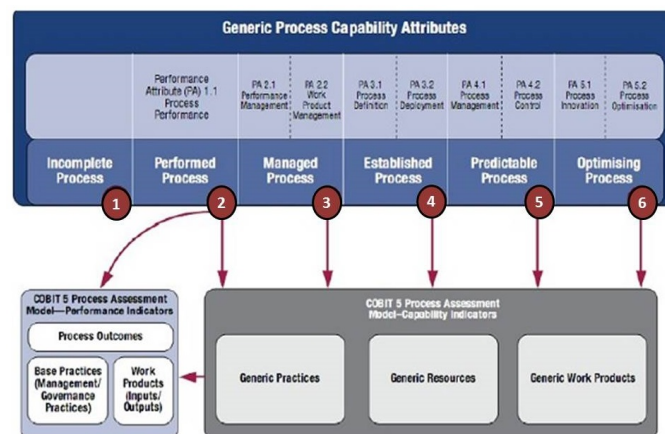 Generic Process Capability Attributes
Performance
Attribute (PA) 1.1
Process
Performance
PA 2.1
Performance
Management
PA 2.2
Work
Product
Management
PA 3.1
Process
Definition
PA 3.2
Process
Deployment
PA 4.1
Process
Management
PA 4.2
Process
Control
PA 5.1
Process
Innovation
PA 5.2
Process
Optimisation
Incomplete
Process
Performed
Process
Managed
Process
Established
Process
Predictable
Process
Optimising
Process
1
2
3
4
5
6
COBIT 5 Process Assessment
Model—Performance Indicators
Process Outcomes
Base Practices
(Management/
Governance
Practices)
Work
Products
(Inputs/
Outputs)
COBIT 5 Process Assessment
Model–Capability Indicators
Generic Practices
Generic Resources
Generic Work Products